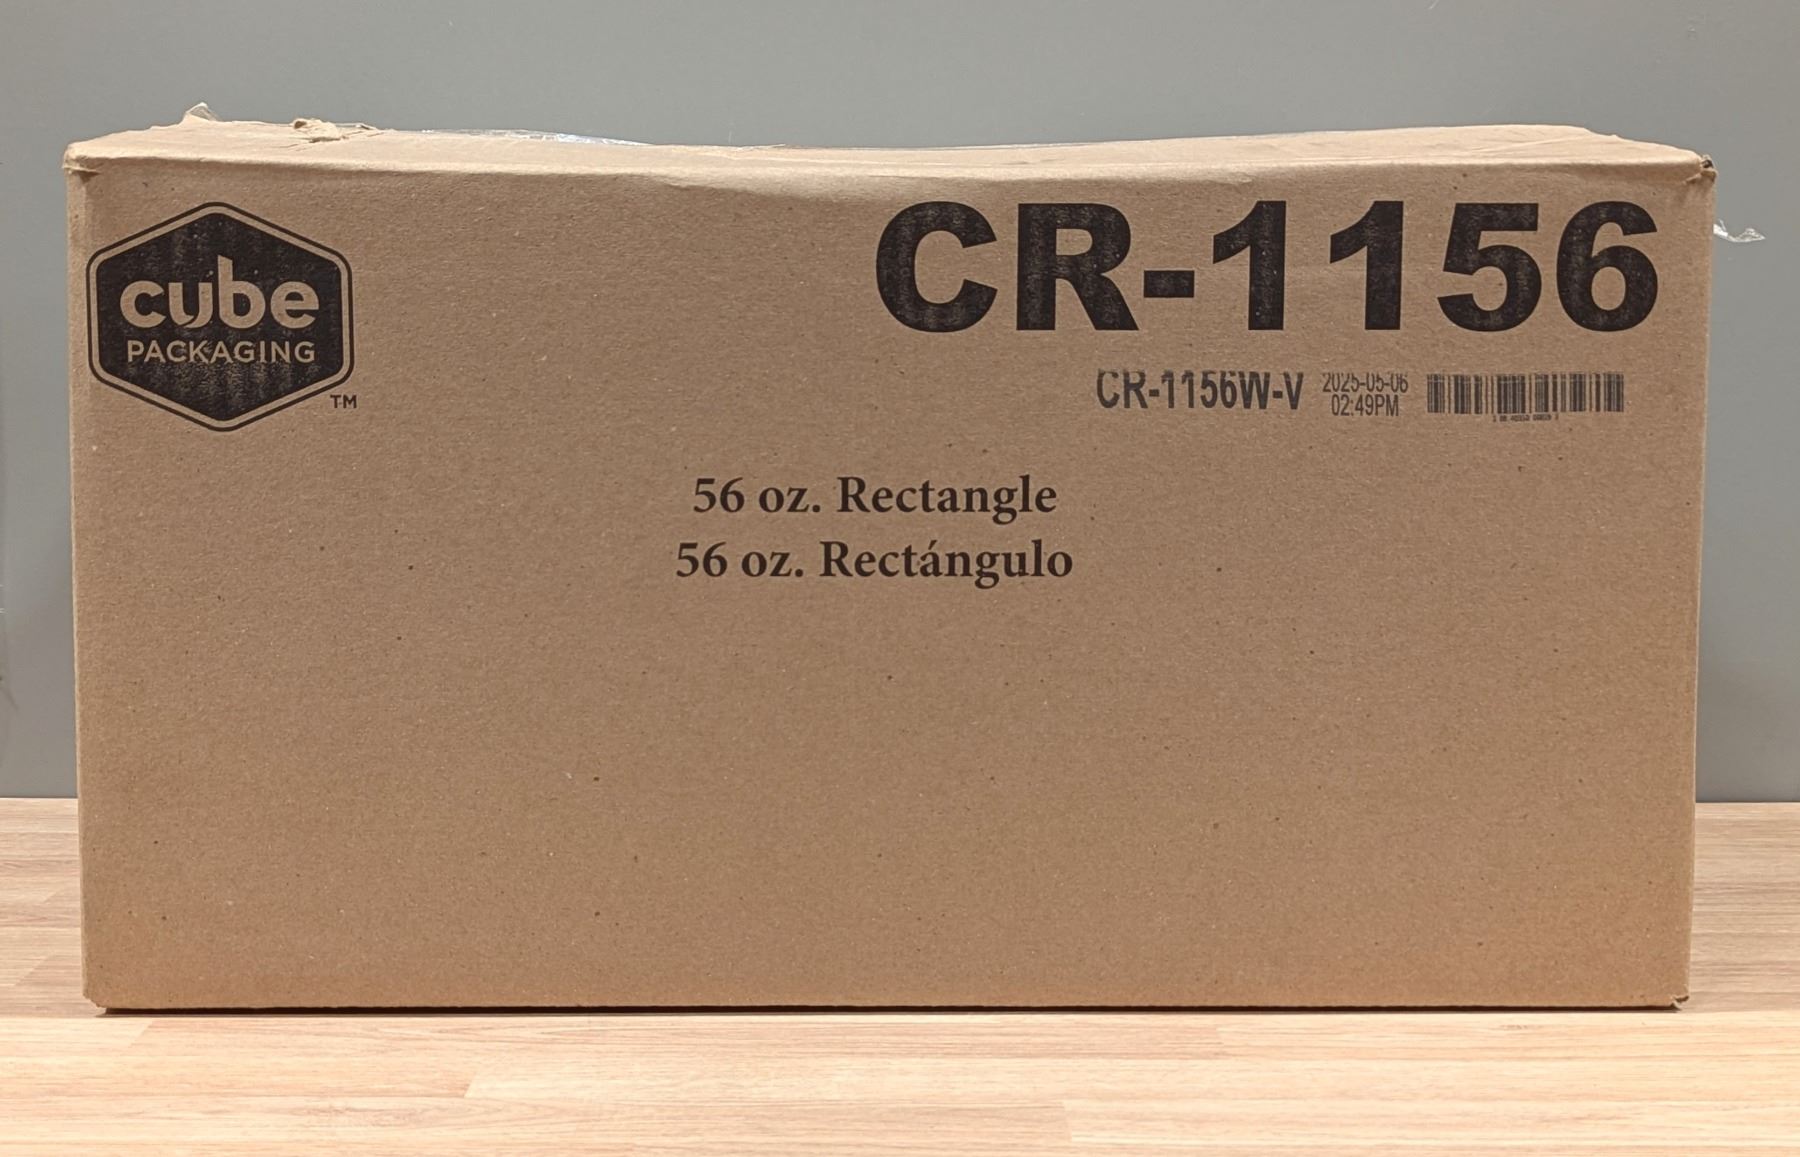 cube
PACKAGING
TM
CR-1156
CR-1156W-V
2025-05-06
02:49PM
56 oz. Rectangle
56 oz. Rectángulo